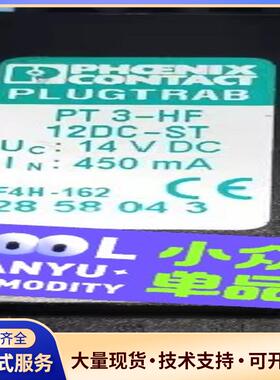 PHOENIX
CONTACT
PLUGTRAB
PT 3-HF
12DC-ST
UC: 14 V DC
IN: 450 mA
F4H-162
CE
28 58 04 3
OOL
小众
ANYU
单品
MODITY
齐全
式服务
大量现货·技术支持·可开